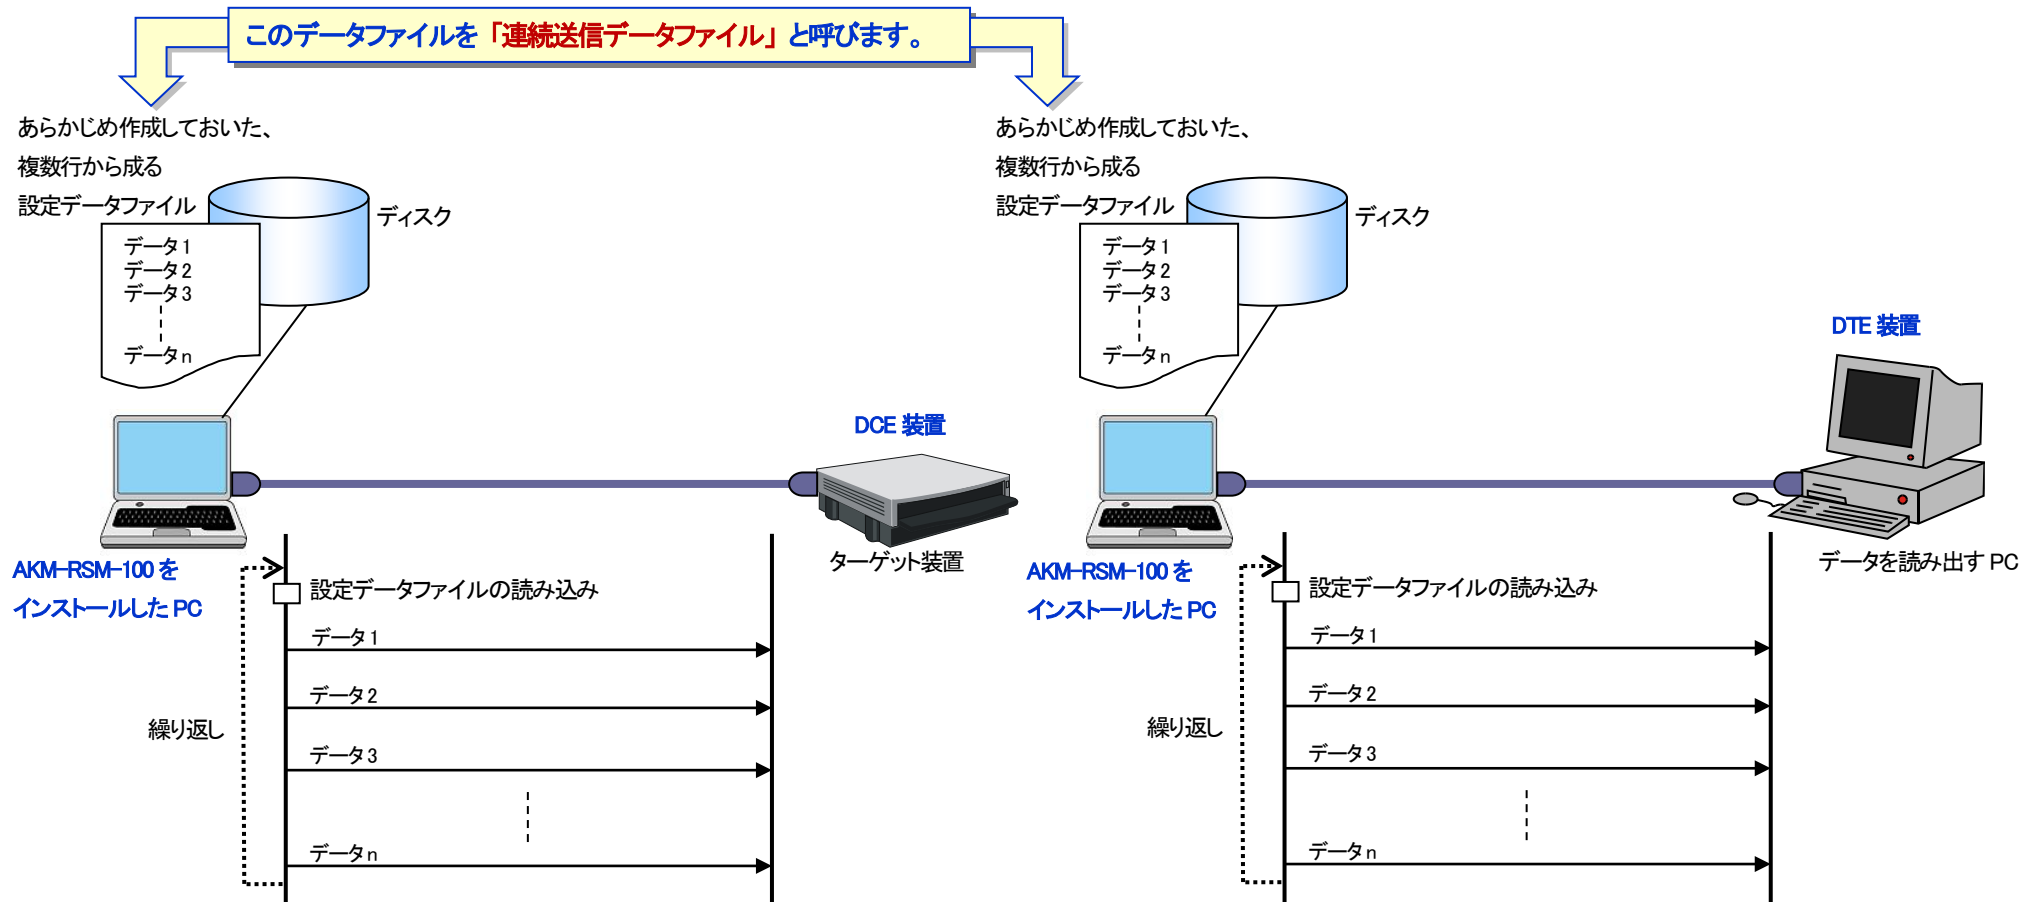 このデータファイルを「連続送信データファイル」と呼びます。
あらかじめ作成しておいた、
複数行から成る
設定データファイル
ディスク
データ1
データ2
データ3
データn
DCE 装置
ターゲット装置
AKM-RSM-100 を
インストールした PC
設定データファイルの読み込み
データ1
データ2
データ3
データn
繰り返し
あらかじめ作成しておいた、
複数行から成る
設定データファイル
ディスク
データ1
データ2
データ3
データn
DTE 装置
データを読み出す PC
AKM-RSM-100 を
インストールした PC
設定データファイルの読み込み
データ1
データ2
データ3
データn
繰り返し